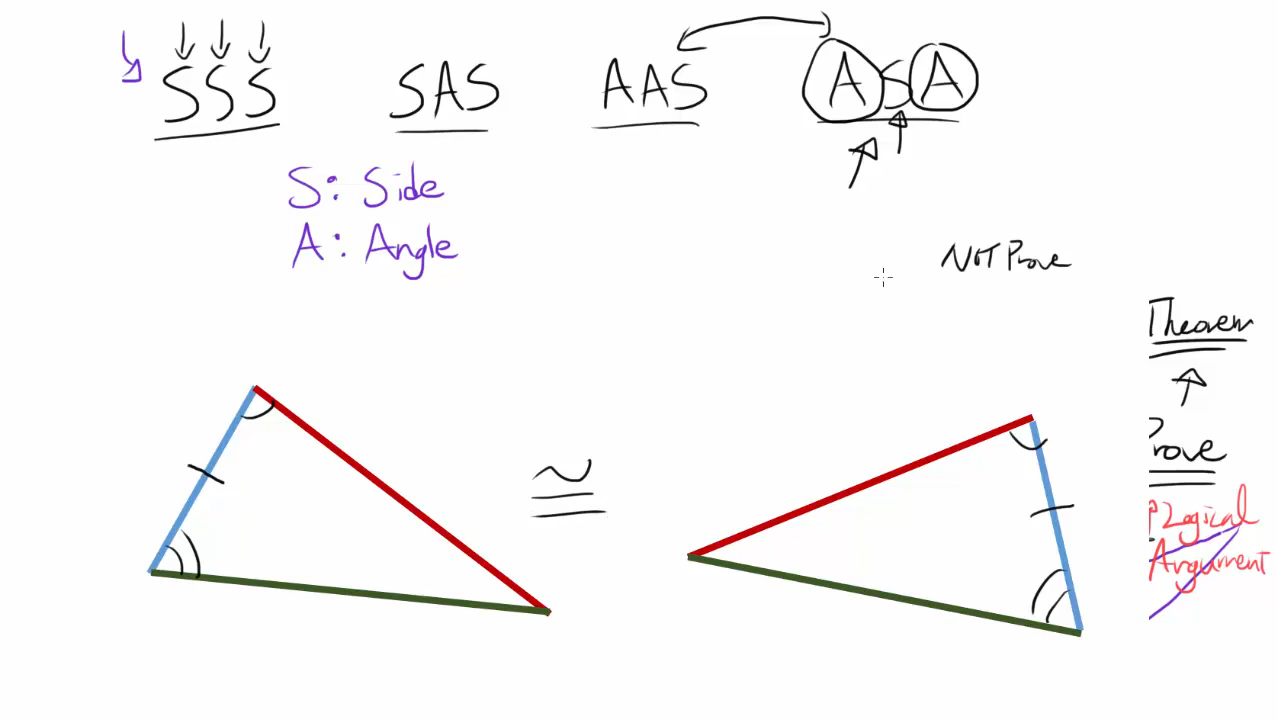 SSS SAS AAS ASA
S: Side
A: Angle
NOT Prove
Theorem
≅
Prove
Logical
Argument